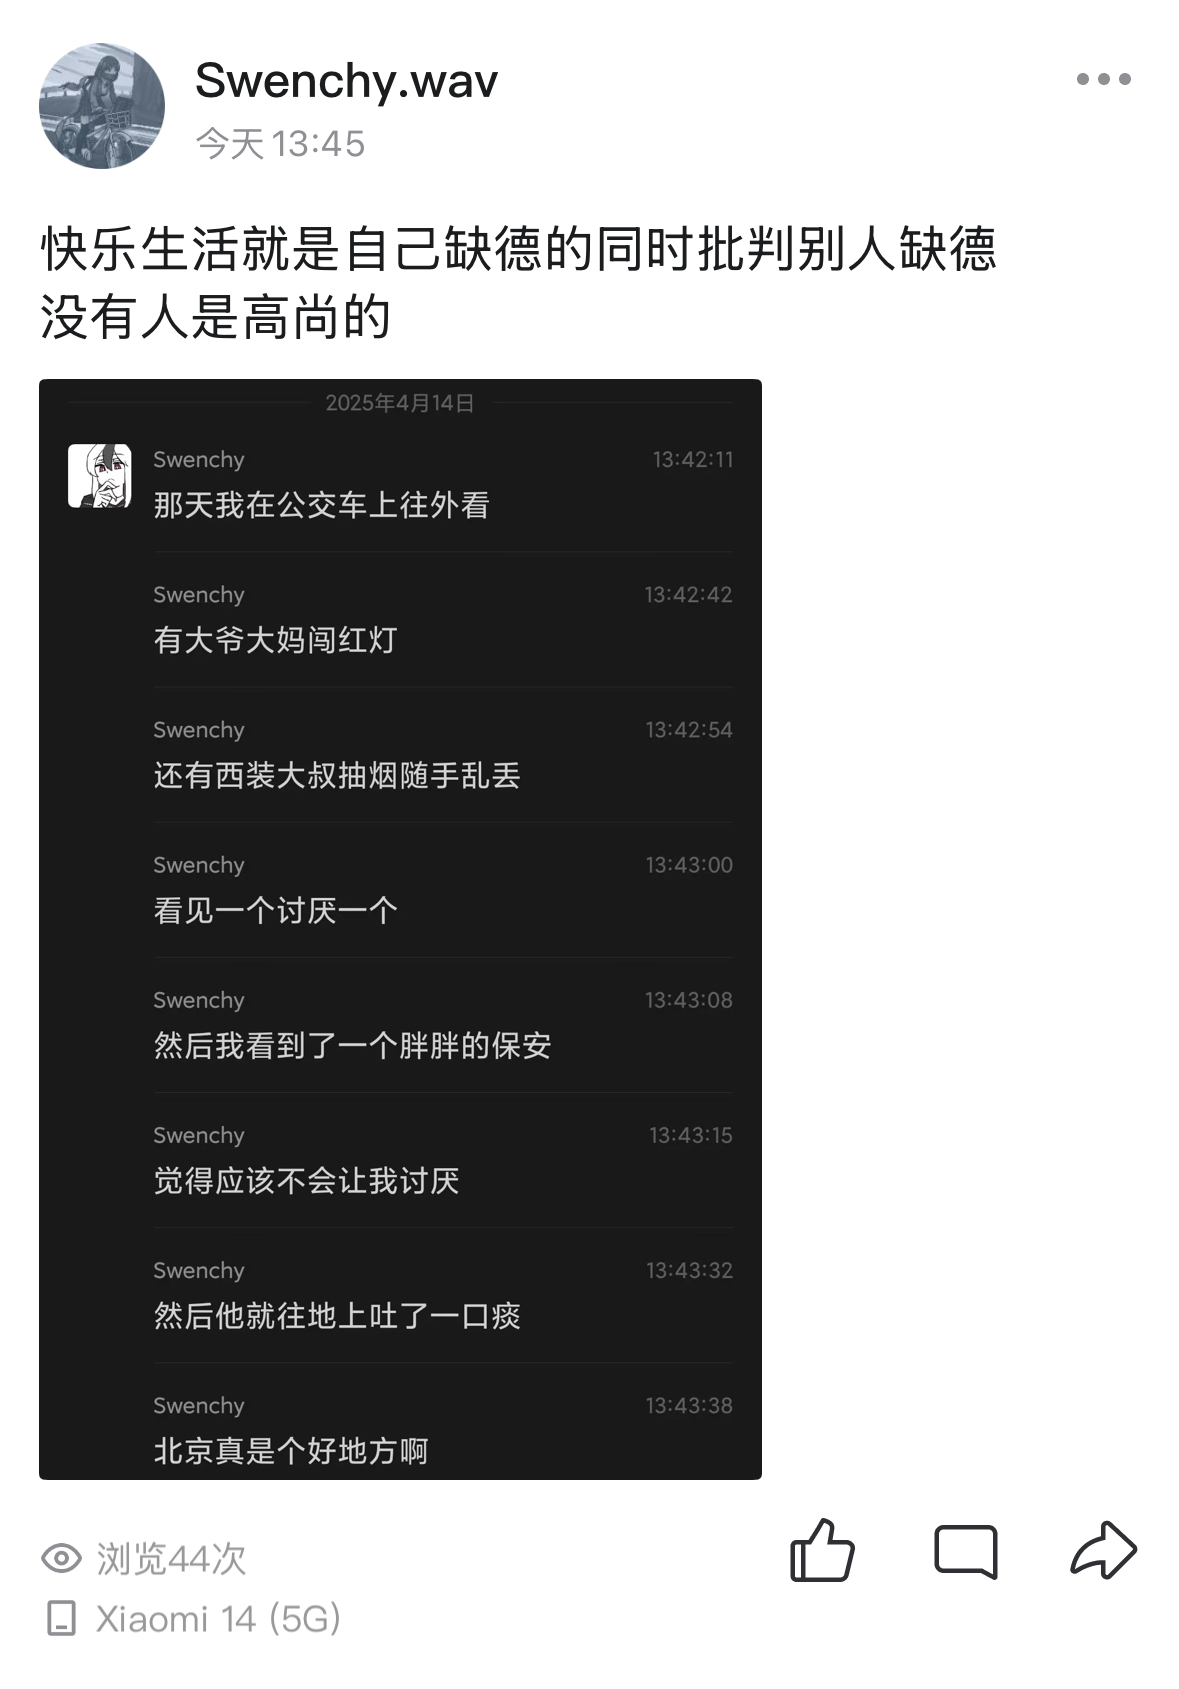 Swenchy.wav
今天 13:45
快乐生活就是自己缺德的同时批判别人缺德
没有人是高尚的
2025年4月14日
Swenchy 13:42:11
那天我在公交车上往外看
Swenchy 13:42:42
有大爷大妈闯红灯
Swenchy 13:42:54
还有西装大叔抽烟随手乱丢
Swenchy 13:43:00
看见一个讨厌一个
Swenchy 13:43:08
然后我看到了一个胖胖的保安
Swenchy 13:43:15
觉得应该不会让我讨厌
Swenchy 13:43:32
然后他就往地上吐了一口痰
Swenchy 13:43:38
北京真是个好地方啊
浏览44次
Xiaomi 14 (5G)